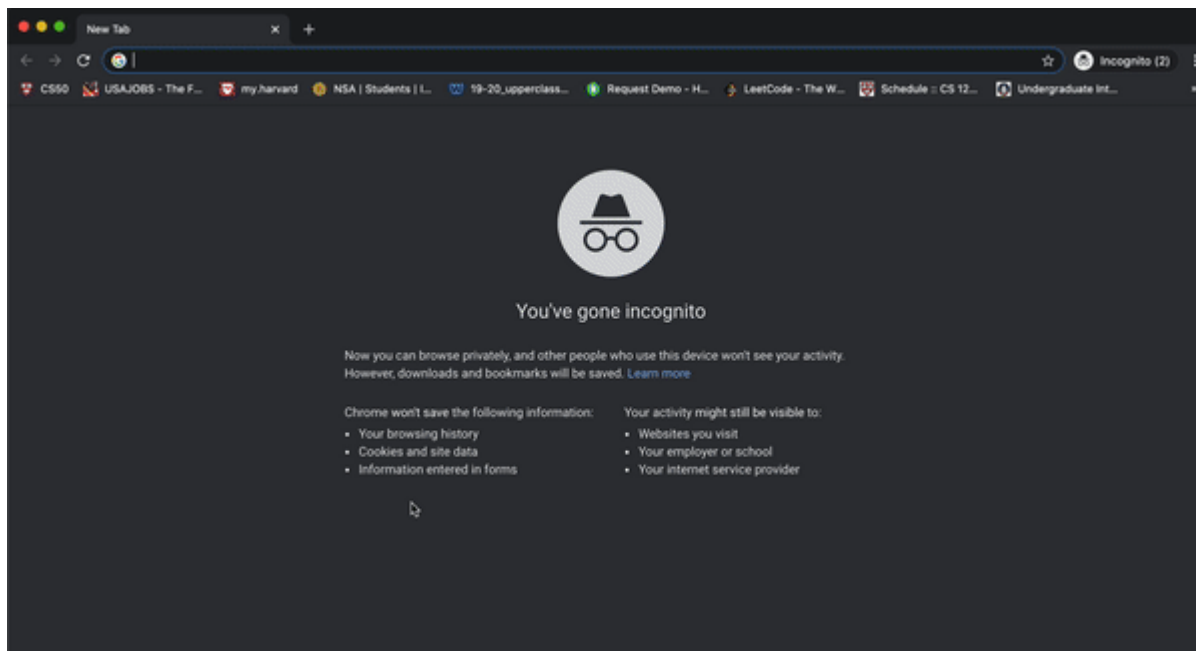 New Tab
Incognito (2)
CS50 USAJOBS - The F... my.harvard NSA | Students | I... 19-20_upperclass... Request Demo - H... LeetCode - The W... Schedule :: CS 12... Undergraduate Int...
You've gone incognito
Now you can browse privately, and other people who use this device won't see your activity.
However, downloads and bookmarks will be saved. Learn more
Chrome won't save the following information:
• Your browsing history
• Cookies and site data
• Information entered in forms
Your activity might still be visible to:
• Websites you visit
• Your employer or school
• Your internet service provider